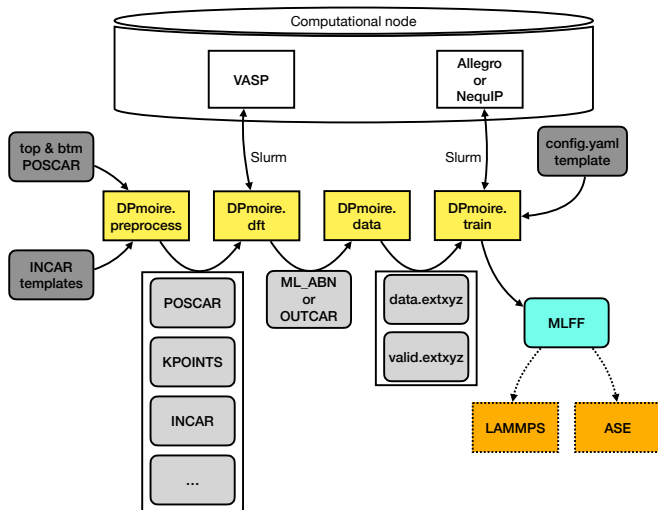 Computational node
VASP
Allegro
or
NequIP
Slurm
Slurm
top & btm
POSCAR
config.yaml
template
DPmoire.
preprocess
DPmoire.
dft
DPmoire.
data
DPmoire.
train
INCAR
templates
POSCAR
KPOINTS
INCAR
...
ML_ABN
or
OUTCAR
data.extxyz
valid.extxyz
MLFF
LAMMPS
ASE